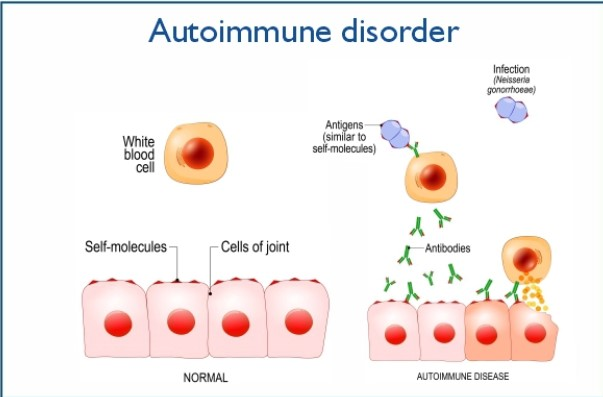 Autoimmune disorder
White
blood
cell
Self-molecules
Cells of joint
NORMAL
Infection
(Neisseria
gonorrhoeae)
Antigens
(similar to
self-molecules)
Antibodies
AUTOIMMUNE DISEASE